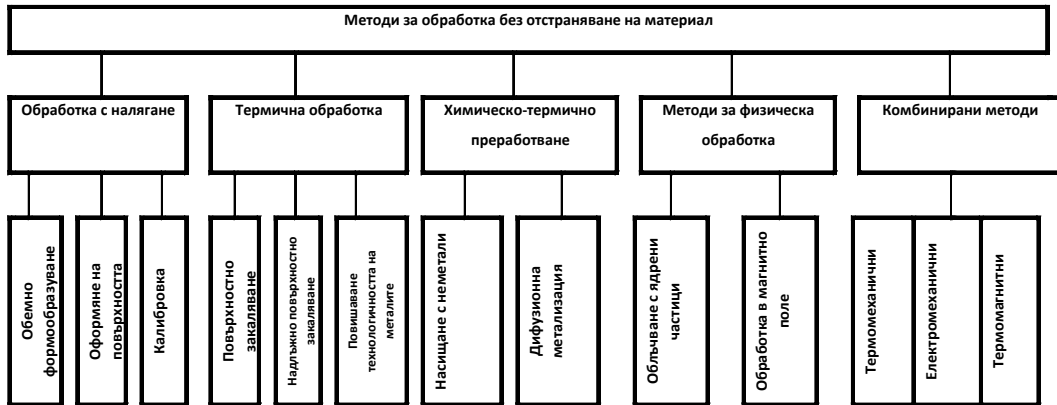 Методи за обработка без отстраняване на материал
Обработка с налягане
Термична обработка
Химическо-термично
преработване
Методи за физическа
обработка
Комбинирани методи
Обемно
формообразуване
Оформяне на
повърхността
Калибровка
Повърхностно
закаляване
Надлъжно повърхностно
закаляване
Повишаване
технологичността на
металите
Насищане с неметали
Дифузионна
метализация
Облъчване с ядрени
частици
Обработка в магнитно
поле
Термомеханични
Електромеханични
Термомагнитни